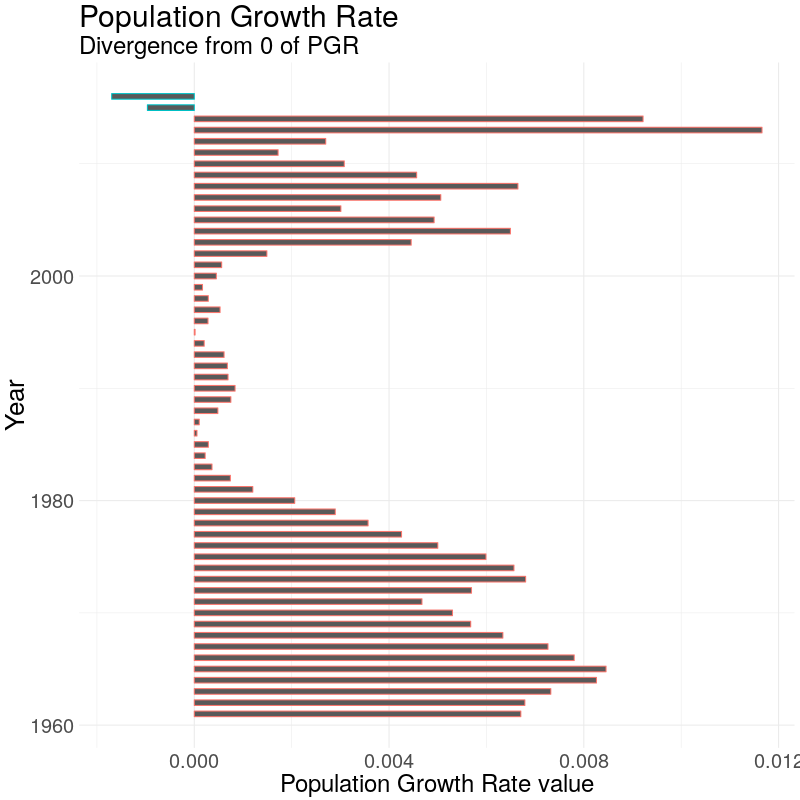 Population Growth Rate
Divergence from 0 of PGR
2000
1980
1960
Year
0.000
0.004
0.008
0.012
Population Growth Rate value